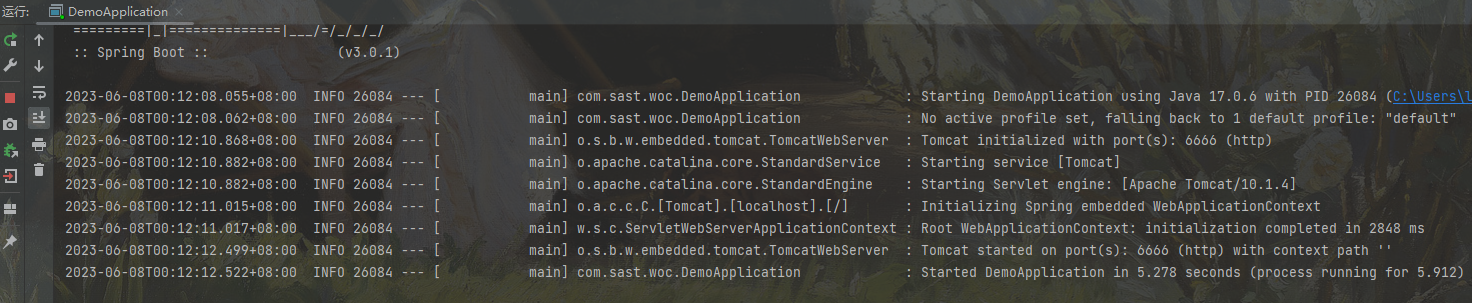 运行: DemoApplication
=========|_|==============|___/=/_/_/_/
:: Spring Boot ::                (v3.0.1)
2023-06-08T00:12:08.055+08:00  INFO 26084 --- [           main] com.sast.woc.DemoApplication             : Starting DemoApplication using Java 17.0.6 with PID 26084 (C:\Users\l
2023-06-08T00:12:08.062+08:00  INFO 26084 --- [           main] com.sast.woc.DemoApplication             : No active profile set, falling back to 1 default profile: "default"
2023-06-08T00:12:10.868+08:00  INFO 26084 --- [           main] o.s.b.w.embedded.tomcat.TomcatWebServer  : Tomcat initialized with port(s): 6666 (http)
2023-06-08T00:12:10.882+08:00  INFO 26084 --- [           main] o.apache.catalina.core.StandardService   : Starting service [Tomcat]
2023-06-08T00:12:10.882+08:00  INFO 26084 --- [           main] o.apache.catalina.core.StandardEngine    : Starting Servlet engine: [Apache Tomcat/10.1.4]
2023-06-08T00:12:11.015+08:00  INFO 26084 --- [           main] o.a.c.c.C.[Tomcat].[localhost].[/]       : Initializing Spring embedded WebApplicationContext
2023-06-08T00:12:11.017+08:00  INFO 26084 --- [           main] w.s.c.ServletWebServerApplicationContext : Root WebApplicationContext: initialization completed in 2848 ms
2023-06-08T00:12:12.499+08:00  INFO 26084 --- [           main] o.s.b.w.embedded.tomcat.TomcatWebServer  : Tomcat started on port(s): 6666 (http) with context path ''
2023-06-08T00:12:12.522+08:00  INFO 26084 --- [           main] com.sast.woc.DemoApplication             : Started DemoApplication in 5.278 seconds (process running for 5.912)